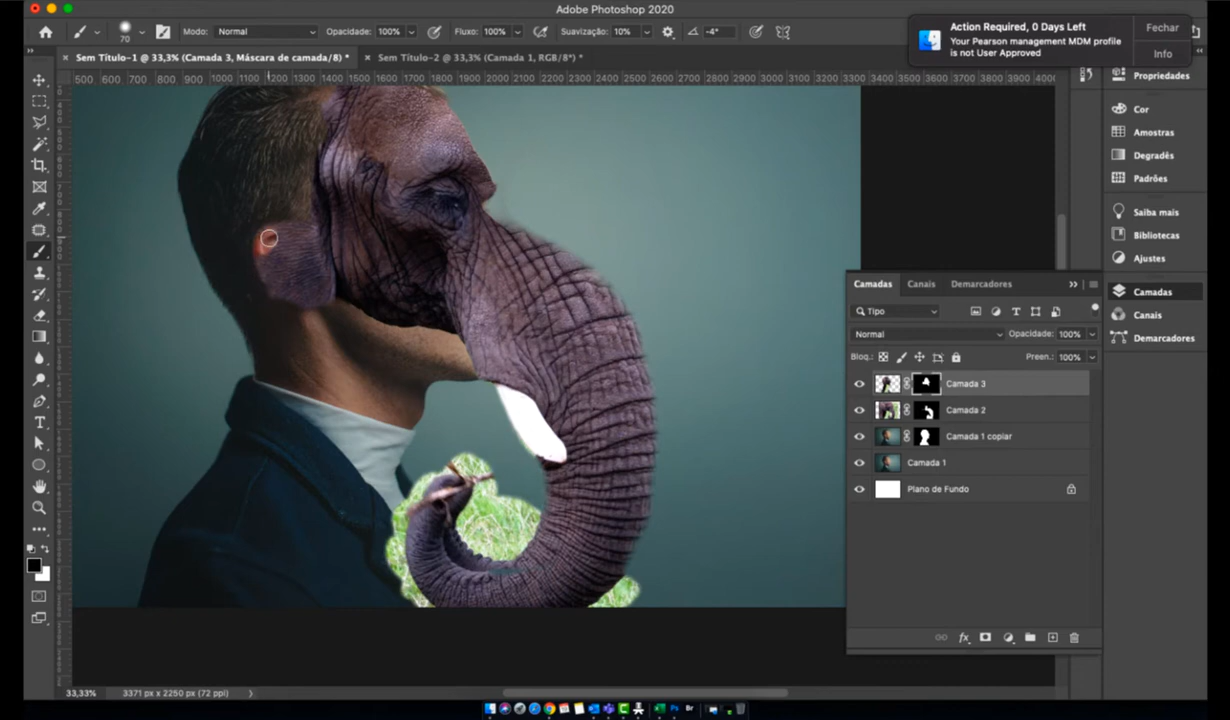 Adobe Photoshop 2020
70
Modo:
Normal
Opacidade:
100%
Fluxo:
100%
Suavização:
10%
-4°
Action Required, 0 Days Left
Your Pearson management MDM profile
is not User Approved
Fechar
Info
× Sem Titulo-1 @ 33,3% (Camada 3, Máscara de camada/8) *
× Sem Titulo-2 @ 33,3% (Camada 1, RGB/8*) *
500 600 700 800 900 1000 1100 1200 1300 1400 1500 1600 1700 1800 1900 2000 2100 2200 2300 2400 2500 2600 2700 2800 2900 3000 3100 3200 3300 3400 3500 3600 3700 3800 3900 4000
Propriedades
Cor
Amostras
Degradês
Padrões
Saiba mais
Bibliotecas
Ajustes
Camadas
Canais
Demarcadores
Camadas
Canais
Demarcadores
Tipo
Normal
Opacidade:
100%
Bloq.:
Preen.:
100%
Camada 3
Camada 2
Camada 1 copiar
Camada 1
Plano de Fundo
fx
33,33%
3371 px x 2250 px (72 ppi)
Ps
Br